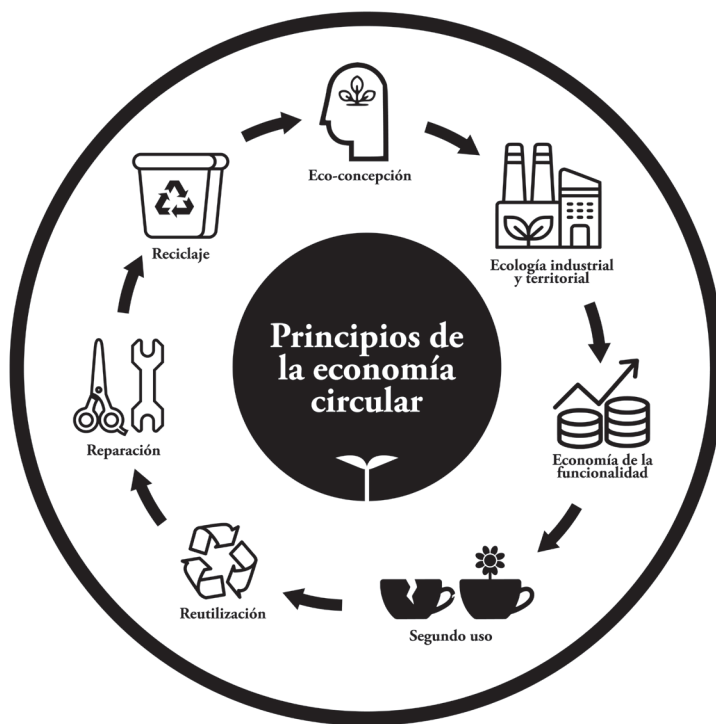 Principios de
la economía
circular
Eco-concepción
Ecología industrial
y territorial
Economía de la
funcionalidad
Segundo uso
Reutilización
Reparación
Reciclaje